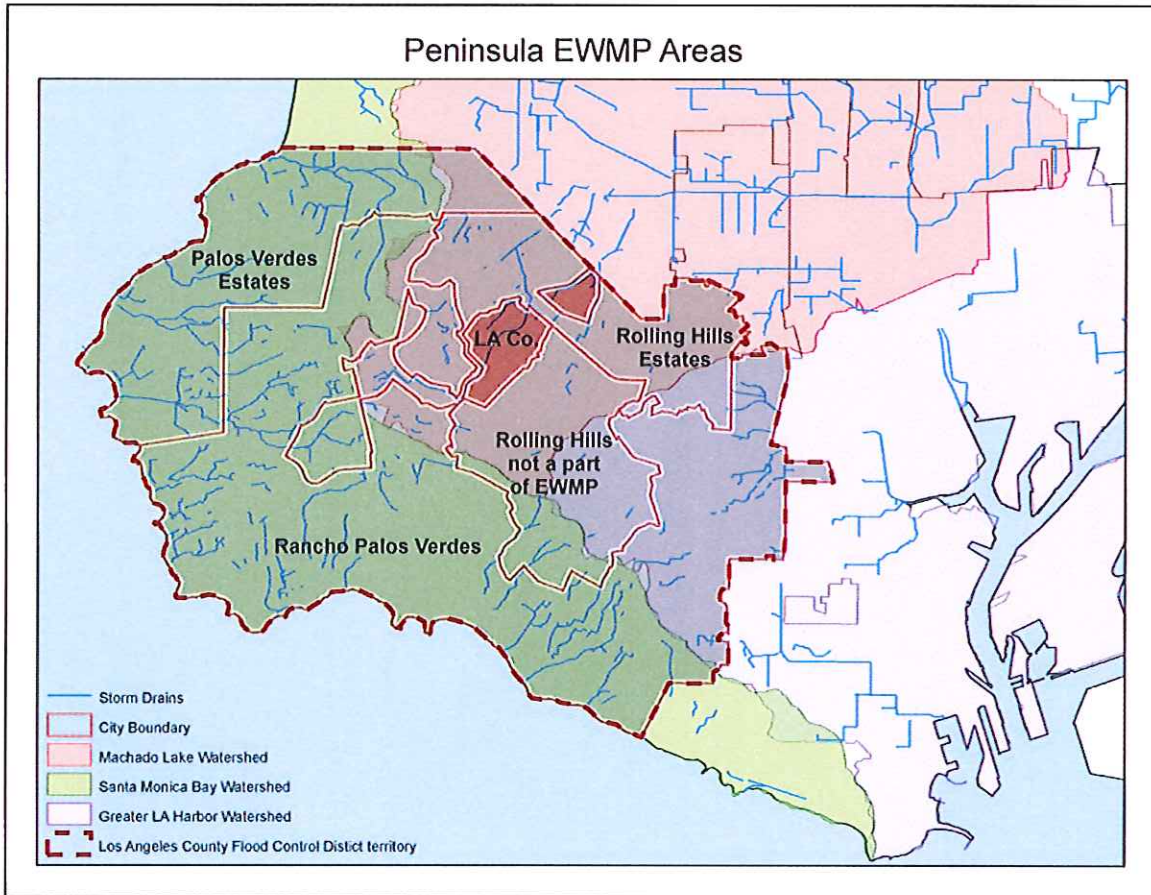 Peninsula EWMP Areas
Palos Verdes
Estates
LA Co.
Rolling Hills
Estates
Rolling Hills
not a part
of EWMP
Rancho Palos Verdes
Storm Drains
City Boundary
Machado Lake Watershed
Santa Monica Bay Watershed
Greater LA Harbor Watershed
Los Angeles County Flood Control Distict territory